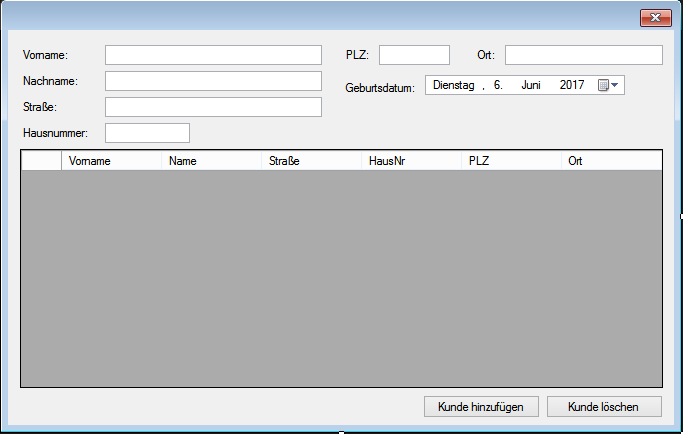 Vorname: PLZ: Ort:
Nachname:
Geburtsdatum: Dienstag , 6. Juni 2017
Straße:
Hausnummer:
Vorname Name Straße HausNr PLZ Ort
Kunde hinzufügen Kunde löschen